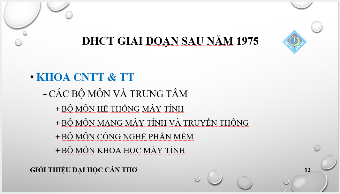 ĐHCT GIAI ĐOẠN SAU NĂM 1975
• KHOA CNTT & TT
- CÁC BỘ MÔN VÀ TRUNG TÂM
+ BỘ MÔN HỆ THỐNG MÁY TÍNH
+ BỘ MÔN MẠNG MÁY TÍNH VÀ TRUYỀN THÔNG
+ BỘ MÔN CÔNG NGHỆ PHẦN MỀM
+ BỘ MÔN KHOA HỌC MÁY TÍNH
GIỚI THIỆU ĐẠI HỌC CẦN THƠ
12